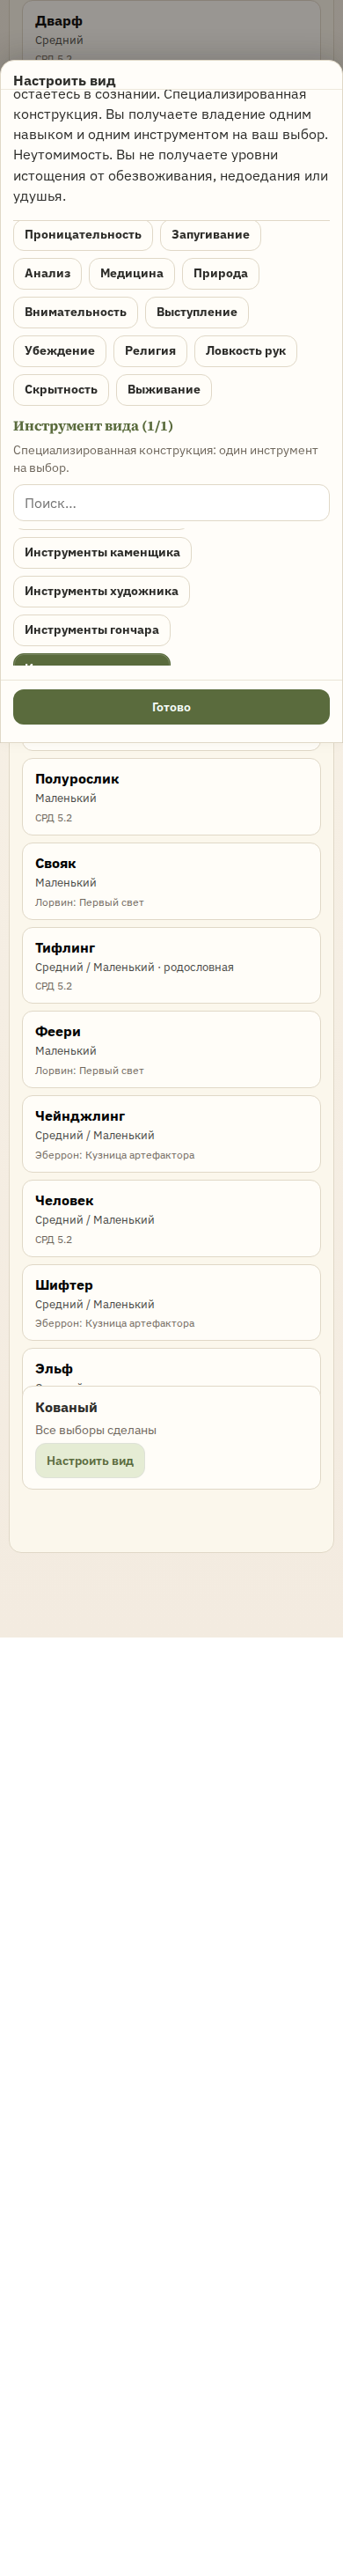 Дварф
Средний
СРД 5.2
Настроить вид
остаётесь в сознании. Специализированная
конструкция. Вы получаете владение одним
навыком и одним инструментом на ваш выбор.
Неутомимость. Вы не получаете уровни
истощения от обезвоживания, недоедания или
удушья.
Проницательность Запугивание
Анализ Медицина Природа
Внимательность Выступление
Убеждение Религия Ловкость рук
Скрытность Выживание
Инструмент вида (1/1)
Специализированная конструкция: один инструмент
на выбор.
Поиск...
Инструменты каменщика
Инструменты художника
Инструменты гончара
Готово
Полурослик
Маленький
СРД 5.2
Свояк
Маленький
Лорвин: Первый свет
Тифлинг
Средний / Маленький · родословная
СРД 5.2
Феери
Маленький
Лорвин: Первый свет
Чейнджлинг
Средний / Маленький
Эберрон: Кузница артефактора
Человек
Средний / Маленький
СРД 5.2
Шифтер
Средний / Маленький
Эберрон: Кузница артефактора
Эльф
Кованый
Все выборы сделаны
Настроить вид